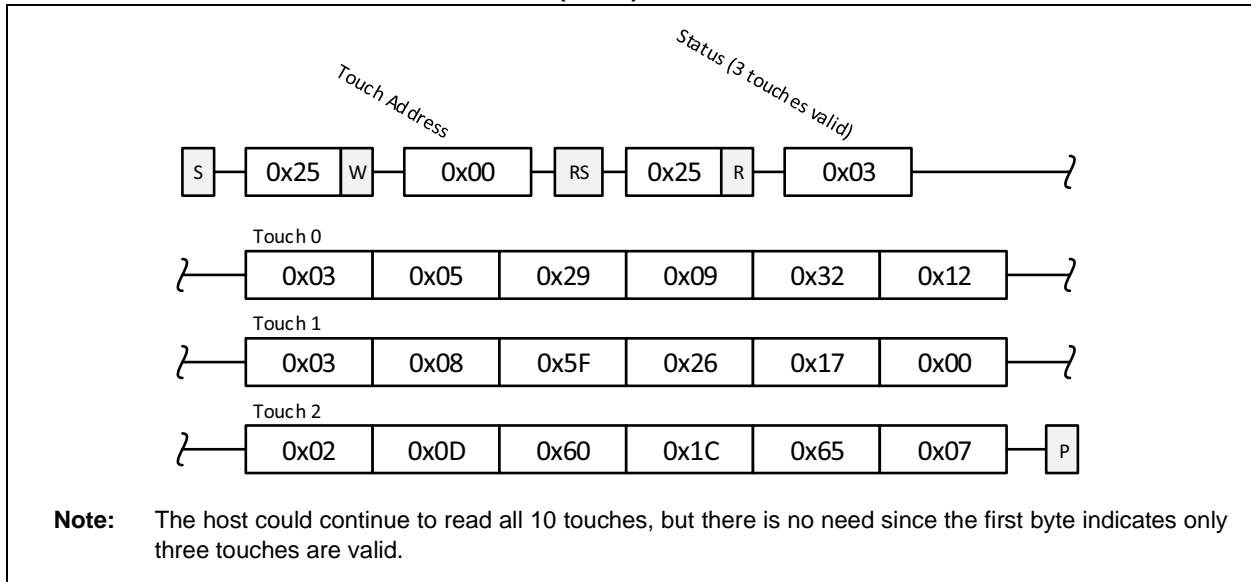 Touch Address
Status (3 touches valid)
S 0x25 W 0x00 RS 0x25 R 0x03
Touch 0
0x03 0x05 0x29 0x09 0x32 0x12
Touch 1
0x03 0x08 0x5F 0x26 0x17 0x00
Touch 2
0x02 0x0D 0x60 0x1C 0x65 0x07 P
Note: The host could continue to read all 10 touches, but there is no need since the first byte indicates only
three touches are valid.